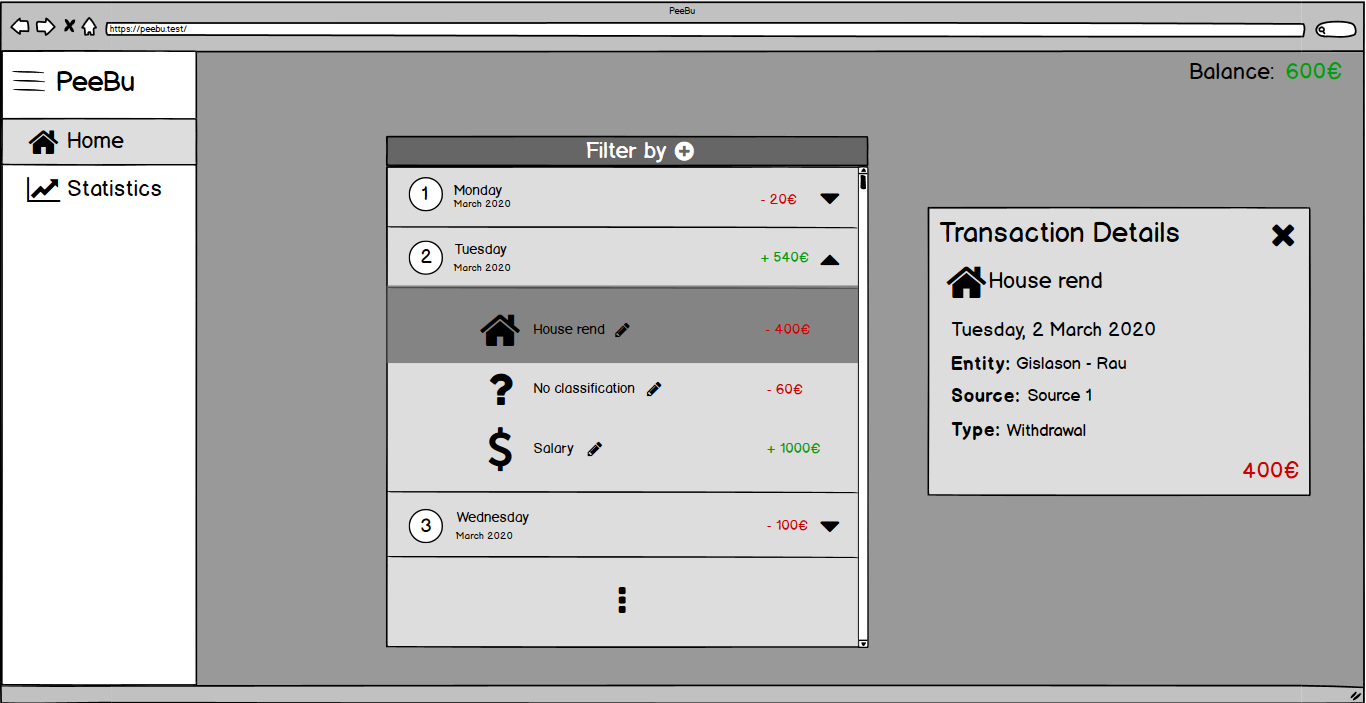 PeeBu
https://peebu.test/
PeeBu
Balance: 600€
Home
Statistics
Filter by
1 Monday - 20€
March 2020
2 Tuesday + 540€
March 2020
House rend - 400€
? No classification - 60€
$ Salary + 1000€
3 Wednesday - 100€
March 2020
Transaction Details
House rend
Tuesday, 2 March 2020
Entity: Gislason - Rau
Source: Source 1
Type: Withdrawal
400€